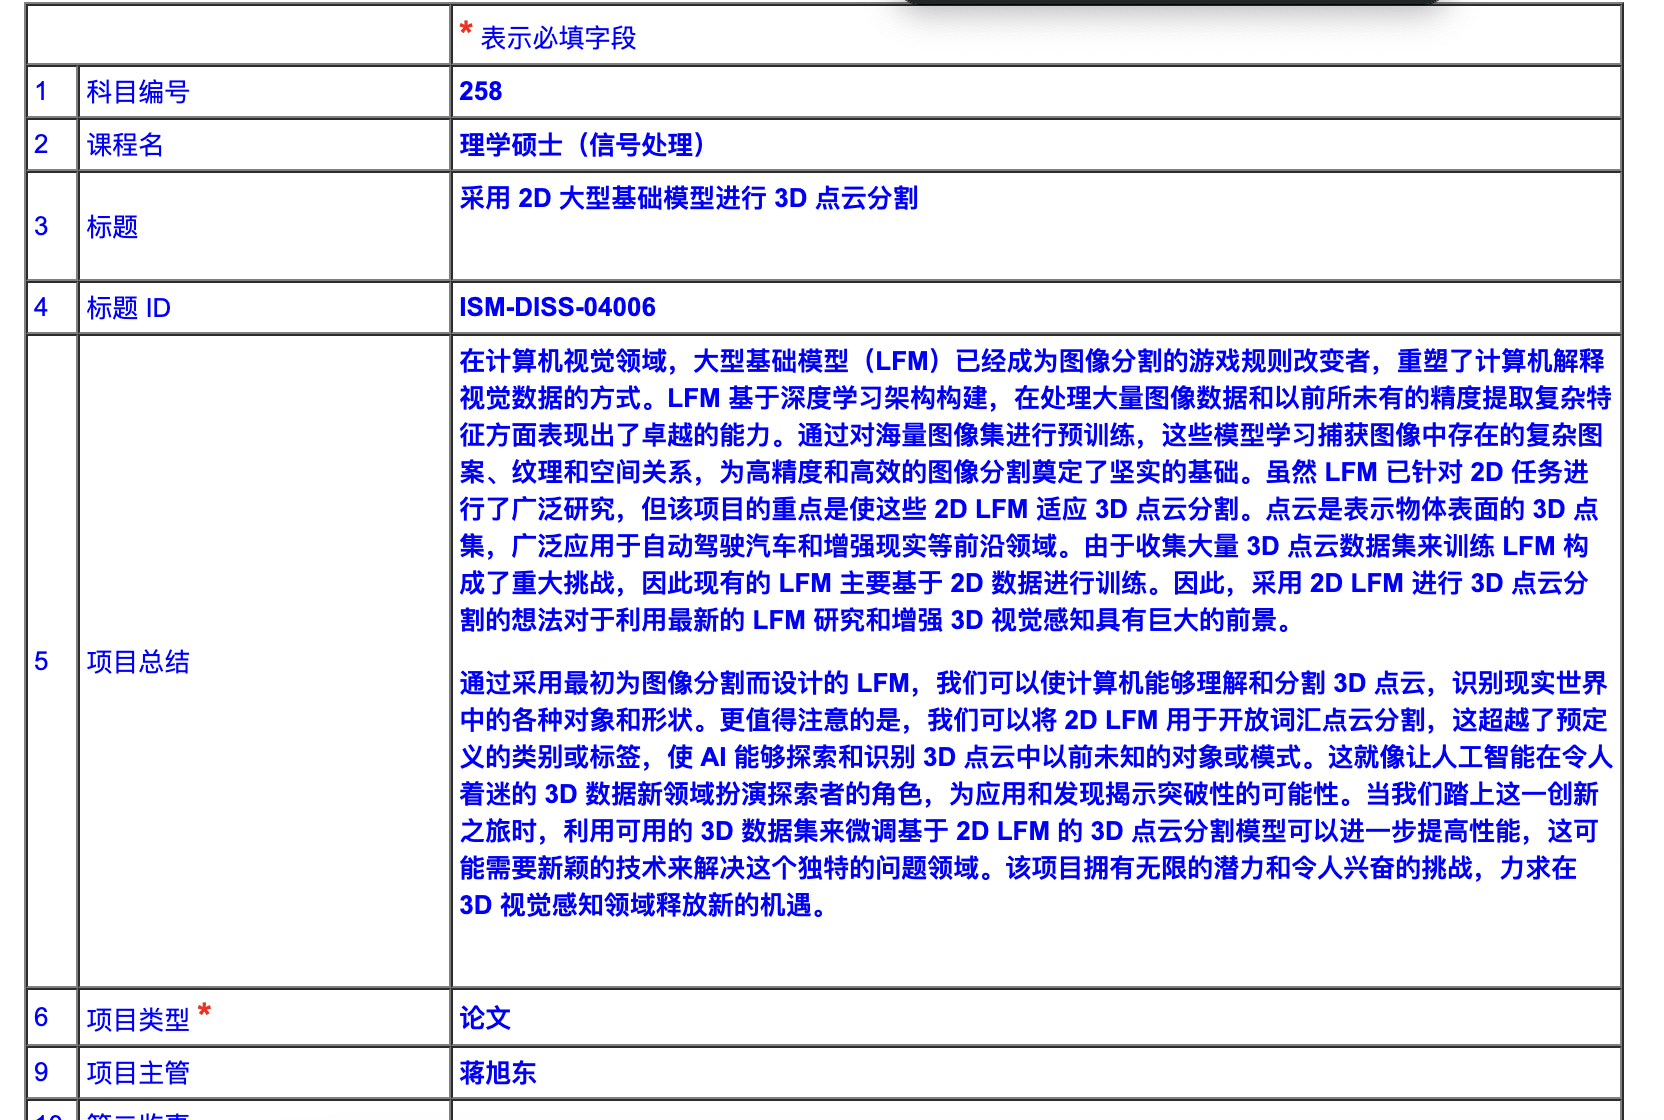 * 表示必填字段
1 科目编号 258
2 课程名 理学硕士（信号处理）
3 标题 采用 2D 大型基础模型进行 3D 点云分割
4 标题 ID ISM-DISS-04006
5 项目总结
在计算机视觉领域，大型基础模型（LFM）已经成为图像分割的游戏规则改变者，重塑了计算机解释
视觉数据的方式。LFM 基于深度学习架构构建，在处理大量图像数据和以前所未有的精度提取复杂特
征方面表现出了卓越的能力。通过对海量图像集进行预训练，这些模型学习捕获图像中存在的复杂图
案、纹理和空间关系，为高精度和高效的图像分割奠定了坚实的基础。虽然 LFM 已针对 2D 任务进
行了广泛研究，但该项目的重点是使这些 2D LFM 适应 3D 点云分割。点云是表示物体表面的 3D 点
集，广泛应用于自动驾驶汽车和增强现实等前沿领域。由于收集大量 3D 点云数据集来训练 LFM 构
成了重大挑战，因此现有的 LFM 主要基于 2D 数据进行训练。因此，采用 2D LFM 进行 3D 点云分
割的想法对于利用最新的 LFM 研究和增强 3D 视觉感知具有巨大的前景。
通过采用最初为图像分割而设计的 LFM，我们可以使计算机能够理解和分割 3D 点云，识别现实世界
中的各种对象和形状。更值得注意的是，我们可以将 2D LFM 用于开放词汇点云分割，这超越了预定
义的类别或标签，使 AI 能够探索和识别 3D 点云中以前未知的对象或模式。这就像让人工智能在令人
着迷的 3D 数据新领域扮演探索者的角色，为应用和发现揭示突破性的可能性。当我们踏上这一创新
之旅时，利用可用的 3D 数据集来微调基于 2D LFM 的 3D 点云分割模型可以进一步提高性能，这可
能需要新颖的技术来解决这个独特的问题领域。该项目拥有无限的潜力和令人兴奋的挑战，力求在
3D 视觉感知领域释放新的机遇。
6 项目类型 * 论文
9 项目主管 蒋旭东